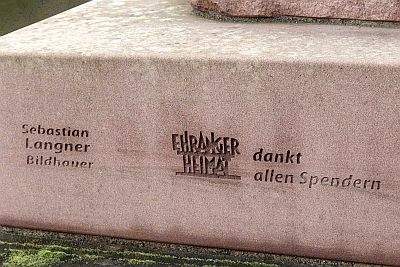 Sebastian
Langner
Bildhauer
EHRANGER
HEIMAT
dankt
allen Spendern